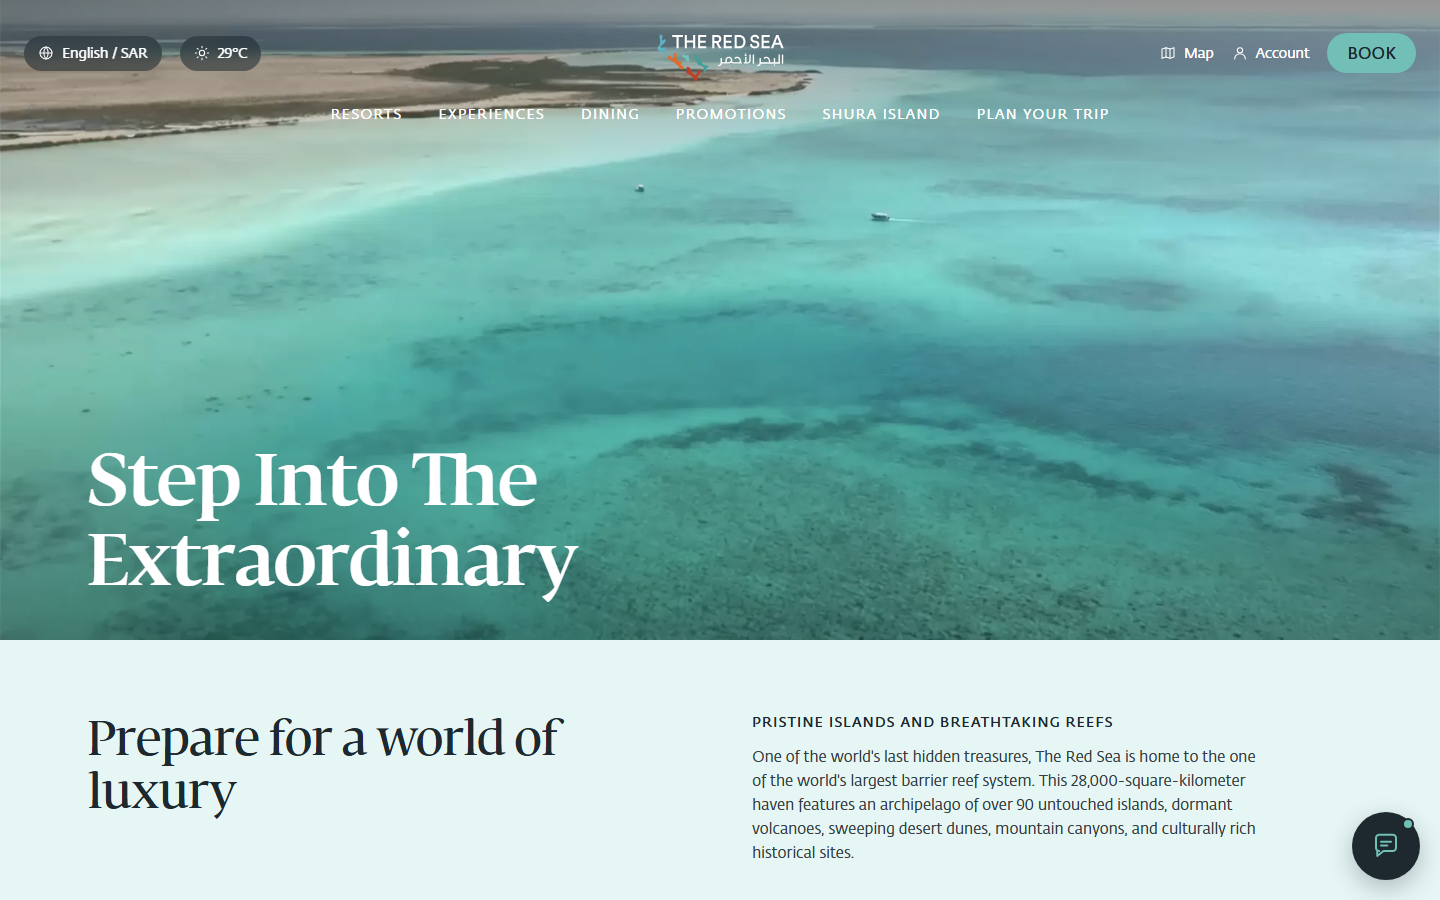 English / SAR
29°C
THE RED SEA
البحر الأحمر
Map
Account
BOOK
RESORTS
EXPERIENCES
DINING
PROMOTIONS
SHURA ISLAND
PLAN YOUR TRIP
Step Into The
Extraordinary
Prepare for a world of
luxury
PRISTINE ISLANDS AND BREATHTAKING REEFS
One of the world's last hidden treasures, The Red Sea is home to the one
of the world's largest barrier reef system. This 28,000-square-kilometer
haven features an archipelago of over 90 untouched islands, dormant
volcanoes, sweeping desert dunes, mountain canyons, and culturally rich
historical sites.